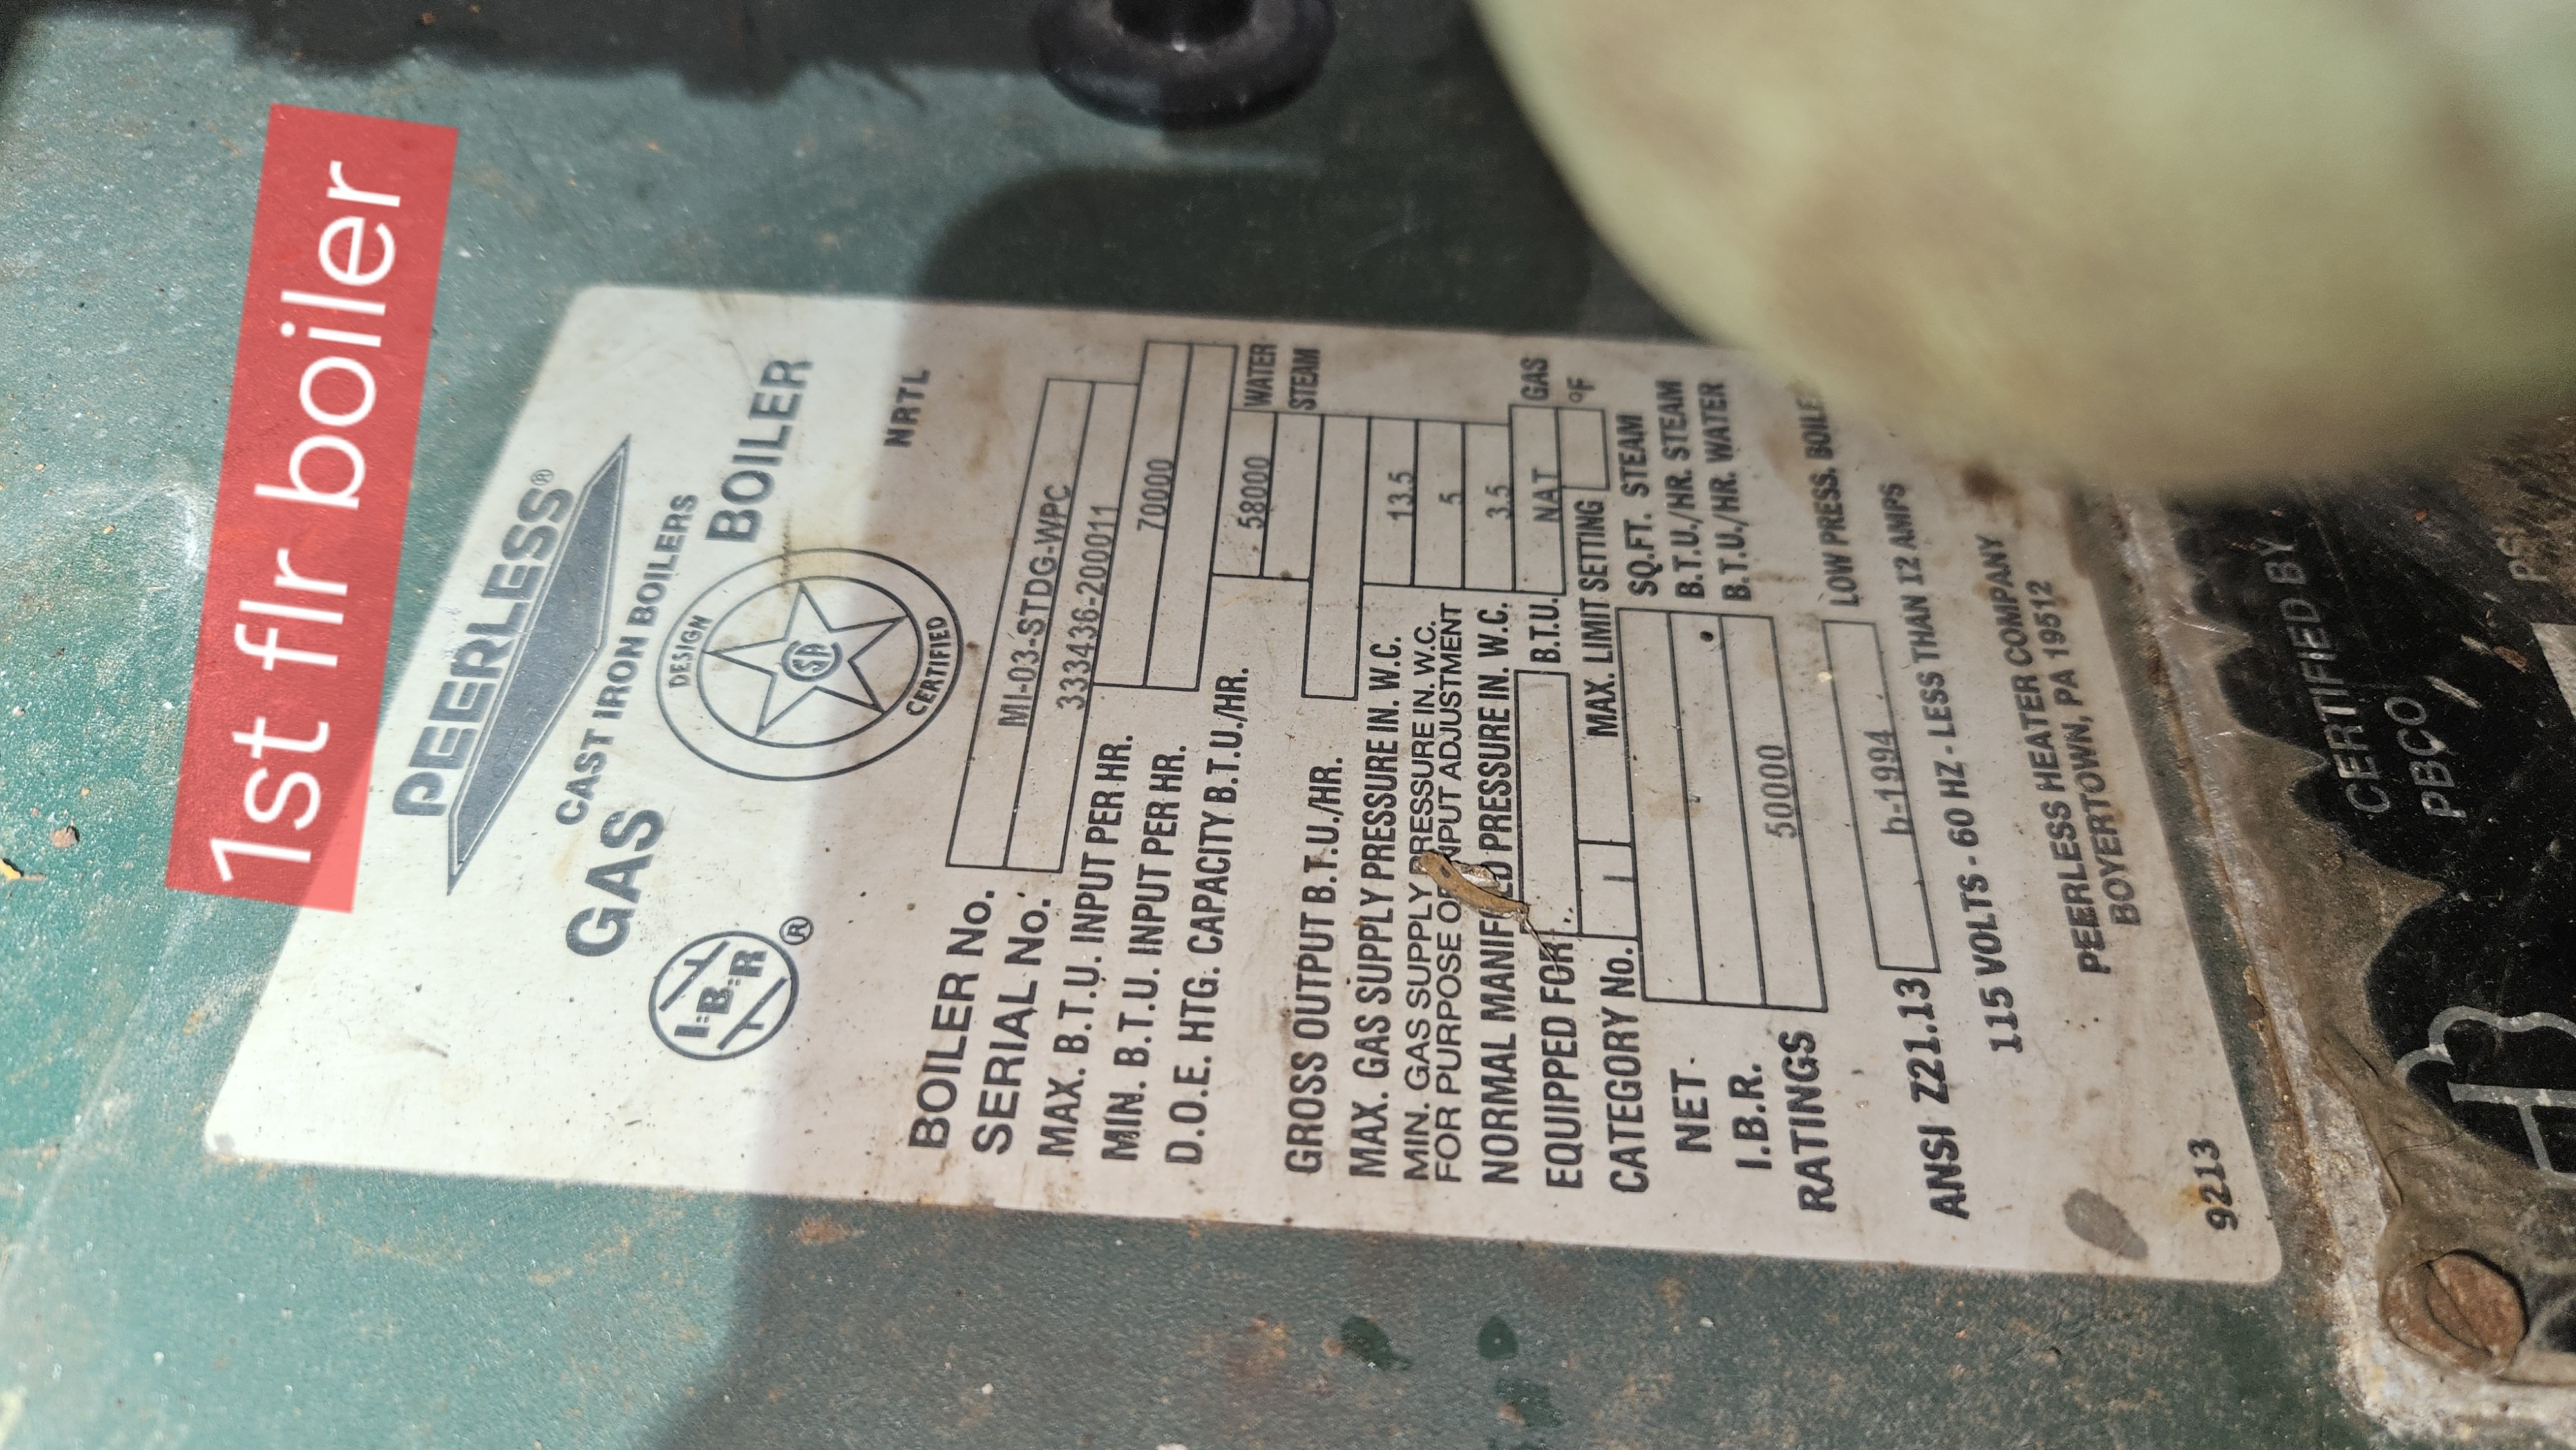 1st flr boiler
PEERLESS®
CAST IRON BOILERS
GAS BOILER
I=B=R ®
DESIGN
CSA
CERTIFIED
NRTL
BOILER No. MI-03-STDG-WPC
SERIAL No. 333436-200011
MAX. B.T.U. INPUT PER HR. 70000
MIN. B.T.U. INPUT PER HR.
D.O.E. HTG. CAPACITY B.T.U./HR. 58000 WATER
STEAM
GROSS OUTPUT B.T.U./HR.
MAX. GAS SUPPLY PRESSURE IN. W.C. 13.5
MIN. GAS SUPPLY PRESSURE IN. W.C. 5
FOR PURPOSE OF INPUT ADJUSTMENT
NORMAL MANIFOLD PRESSURE IN. W.C. 3.5
EQUIPPED FOR B.T.U. NAT GAS
CATEGORY No. I MAX. LIMIT SETTING °F
NET I.B.R. RATINGS
SQ.FT. STEAM
B.T.U./HR. STEAM
50000 B.T.U./HR. WATER
ANSI Z21.13 b-1994 LOW PRESS. BOILE
115 VOLTS - 60 HZ - LESS THAN 12 AMPS
PEERLESS HEATER COMPANY
BOYERTOWN, PA 19512
9213
CERTIFIED BY
PBCO
H
PSI